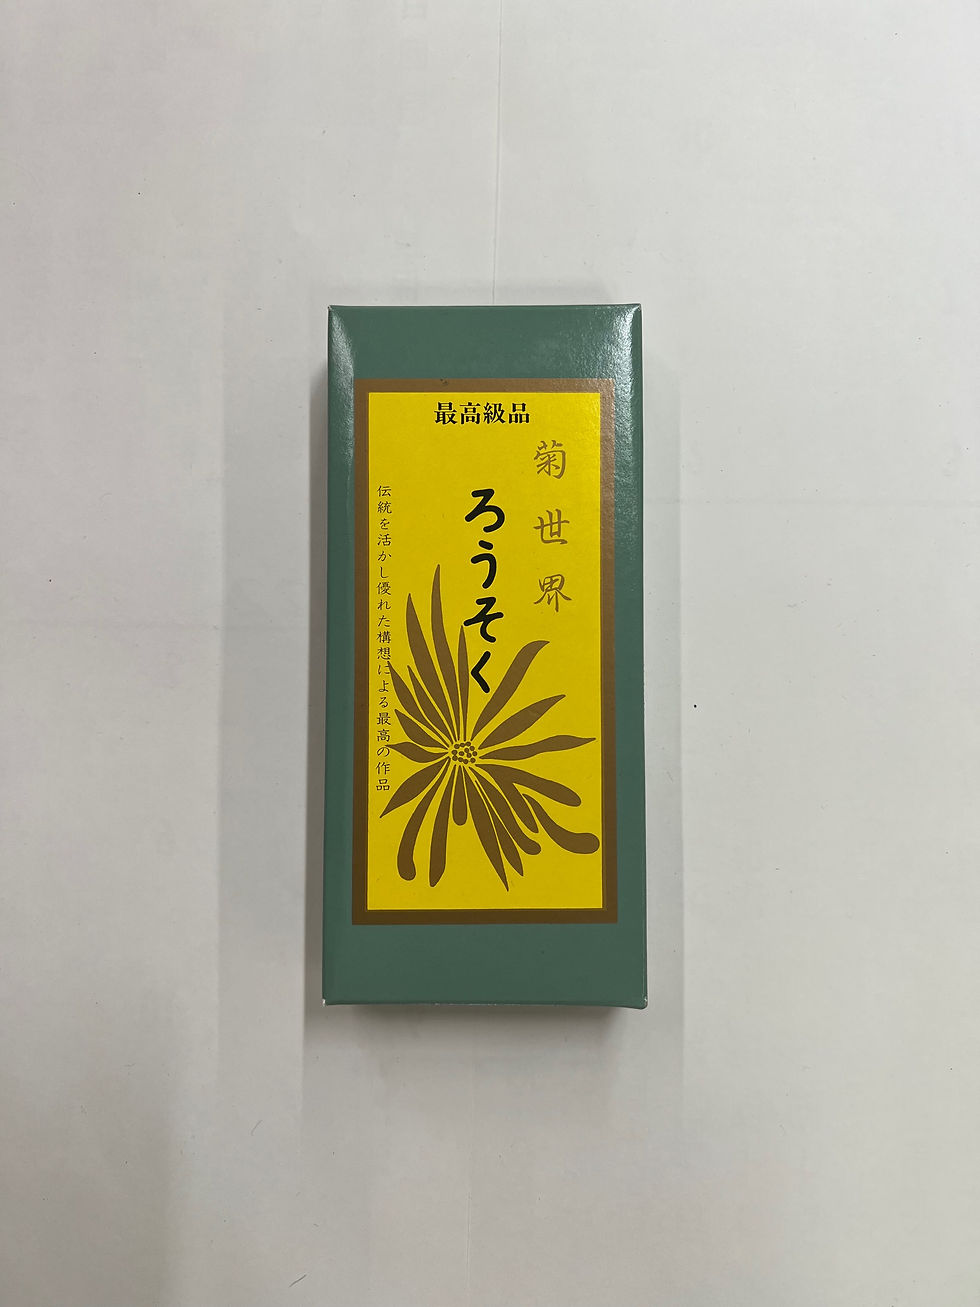 最高級品
菊世界
ろうそく
伝統を活かし優れた構想による最高の作品